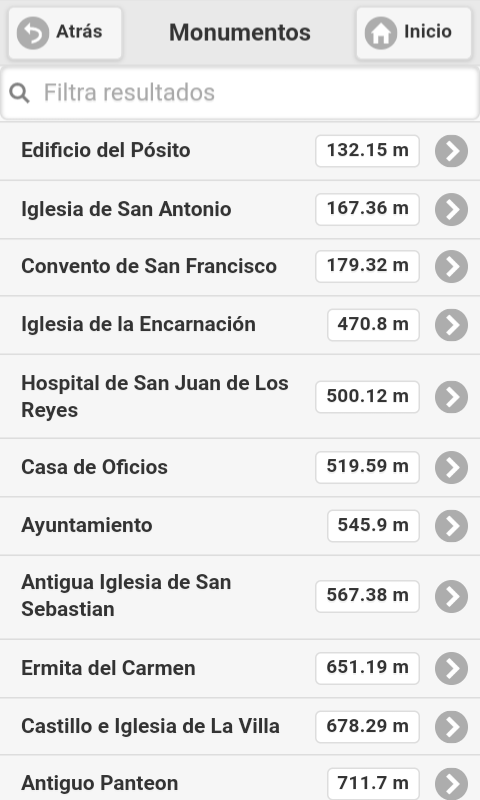 Atrás
Monumentos
Inicio
Filtra resultados
Edificio del Pósito
132.15 m
Iglesia de San Antonio
167.36 m
Convento de San Francisco
179.32 m
Iglesia de la Encarnación
470.8 m
Hospital de San Juan de Los
Reyes
500.12 m
Casa de Oficios
519.59 m
Ayuntamiento
545.9 m
Antigua Iglesia de San
Sebastian
567.38 m
Ermita del Carmen
651.19 m
Castillo e Iglesia de La Villa
678.29 m
Antiguo Panteon
711.7 m